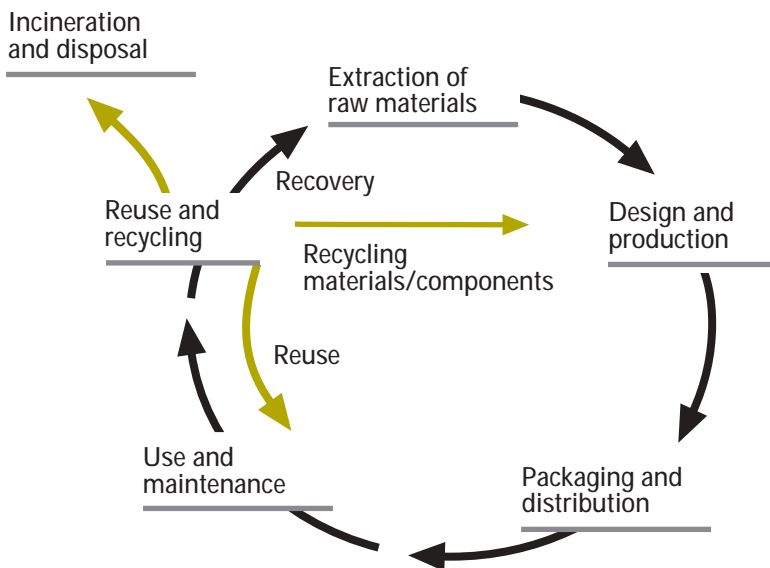 Incineration
and disposal
Extraction of
raw materials
Recovery
Reuse and
recycling
Design and
production
Recycling
materials/components
Reuse
Use and
maintenance
Packaging and
distribution